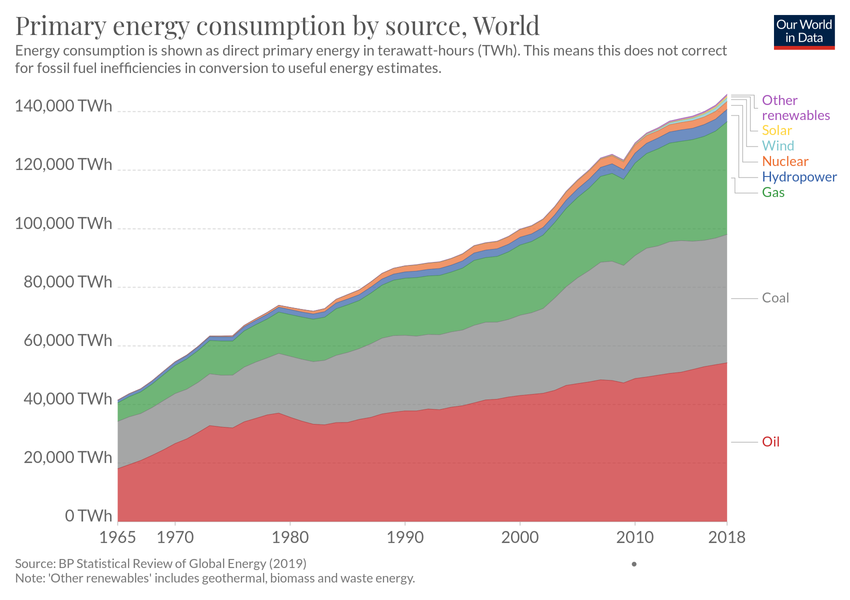 Primary energy consumption by source, World
Our World
in Data
Energy consumption is shown as direct primary energy in terawatt-hours (TWh). This means this does not correct
for fossil fuel inefficiencies in conversion to useful energy estimates.
140,000 TWh
120,000 TWh
100,000 TWh
80,000 TWh
60,000 TWh
40,000 TWh
20,000 TWh
0 TWh
Other
renewables
Solar
Wind
Nuclear
Hydropower
Gas
Coal
Oil
1965 1970 1980 1990 2000 2010 2018
Source: BP Statistical Review of Global Energy (2019)
Note: 'Other renewables' includes geothermal, biomass and waste energy.